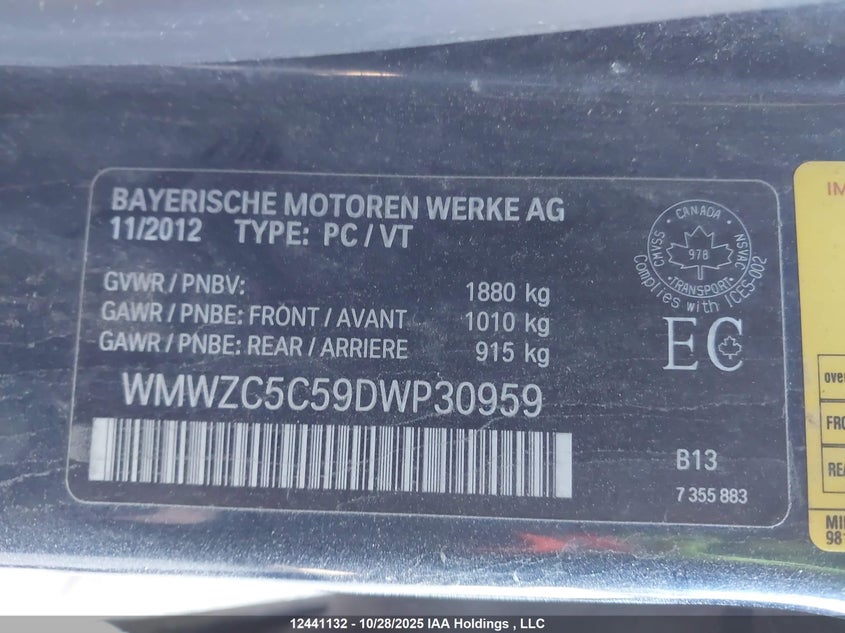 BAYERISCHE MOTOREN WERKE AG
11/2012 TYPE: PC / VT
GVWR / PNBV: 1880 kg
GAWR / PNBE: FRONT / AVANT 1010 kg
GAWR / PNBE: REAR / ARRIERE 915 kg
WMWZC5C59DWP30959
CANADA
CMVSS 978 NSVAC
TRANSPORT
Complies with ICES-002
EC
B13
7 355 883
12441132 - 10/28/2025 IAA Holdings , LLC